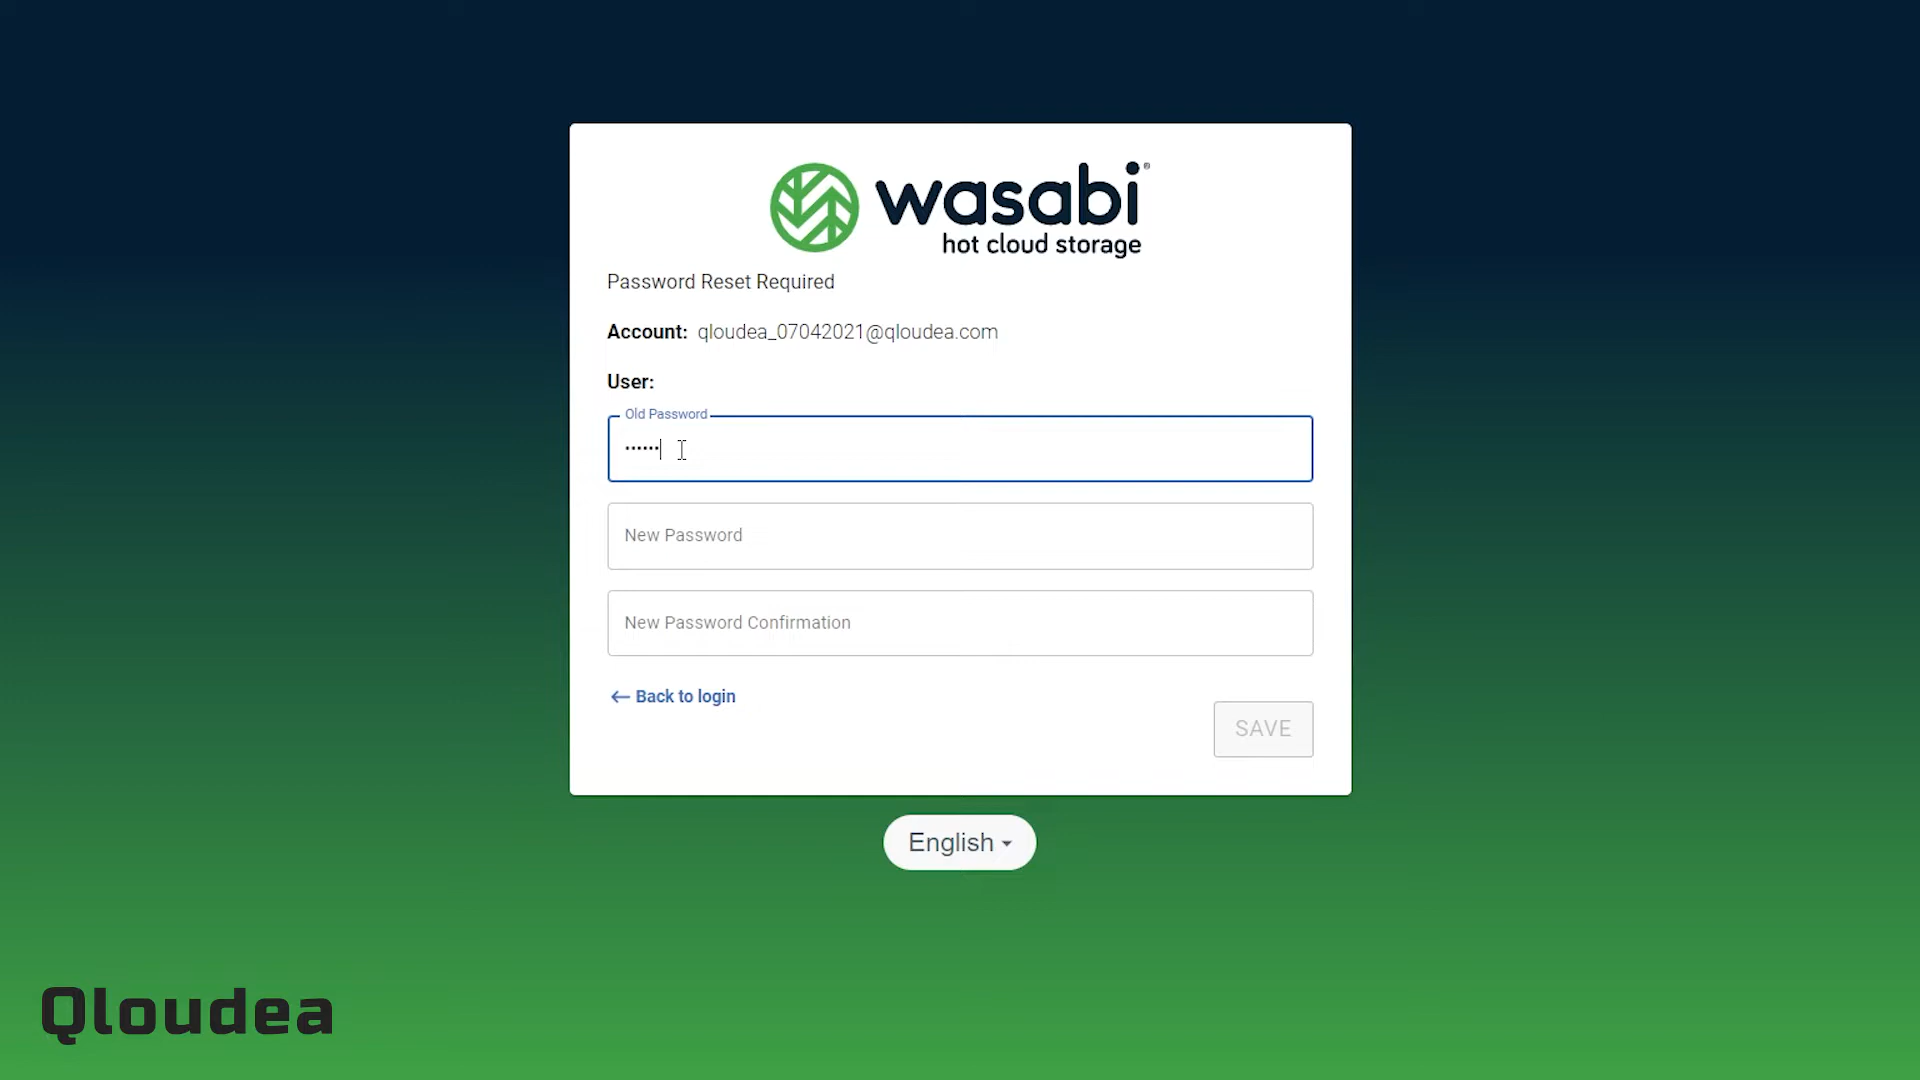 wasabi®
hot cloud storage
Password Reset Required
Account: qloudea_07042021@qloudea.com
User:
Old Password
••••••
New Password
New Password Confirmation
← Back to login
SAVE
English
Qloudea